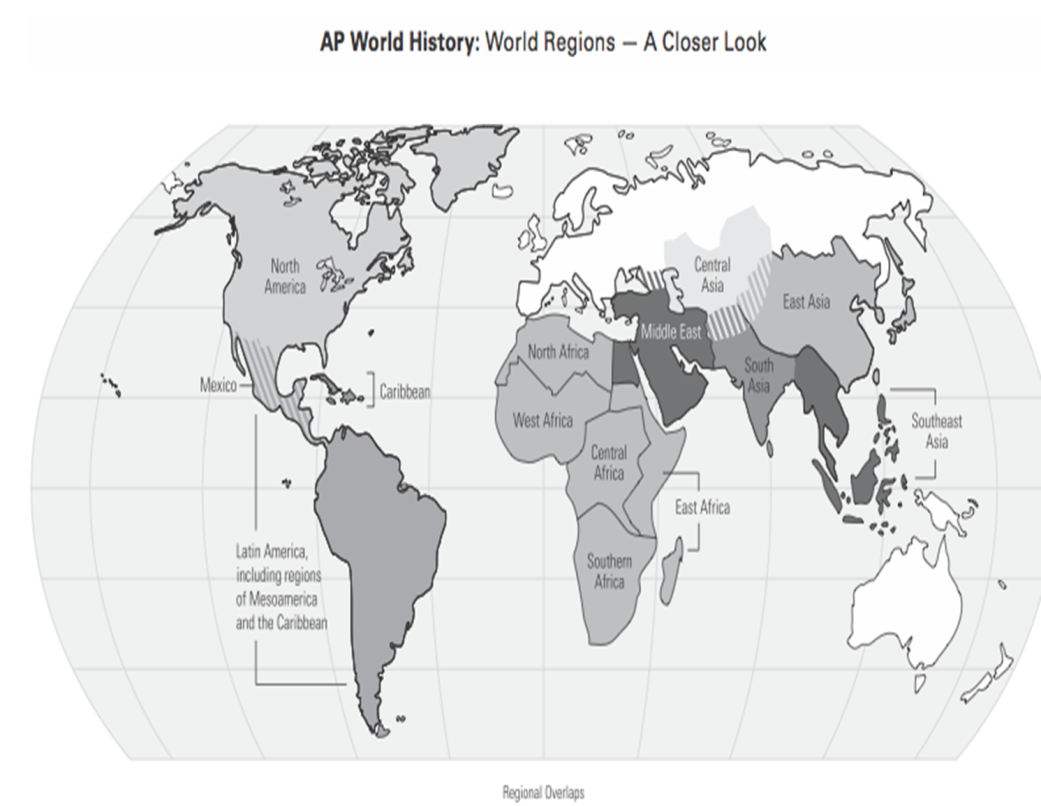 AP World History: World Regions — A Closer Look
North
America
Central
Asia
East Asia
Middle East
North Africa
South
Asia
Mexico
Caribbean
West Africa
Southeast
Asia
Central
Africa
East Africa
Latin America,
including regions
of Mesoamerica
and the Caribbean
Southern
Africa
Regional Overlaps